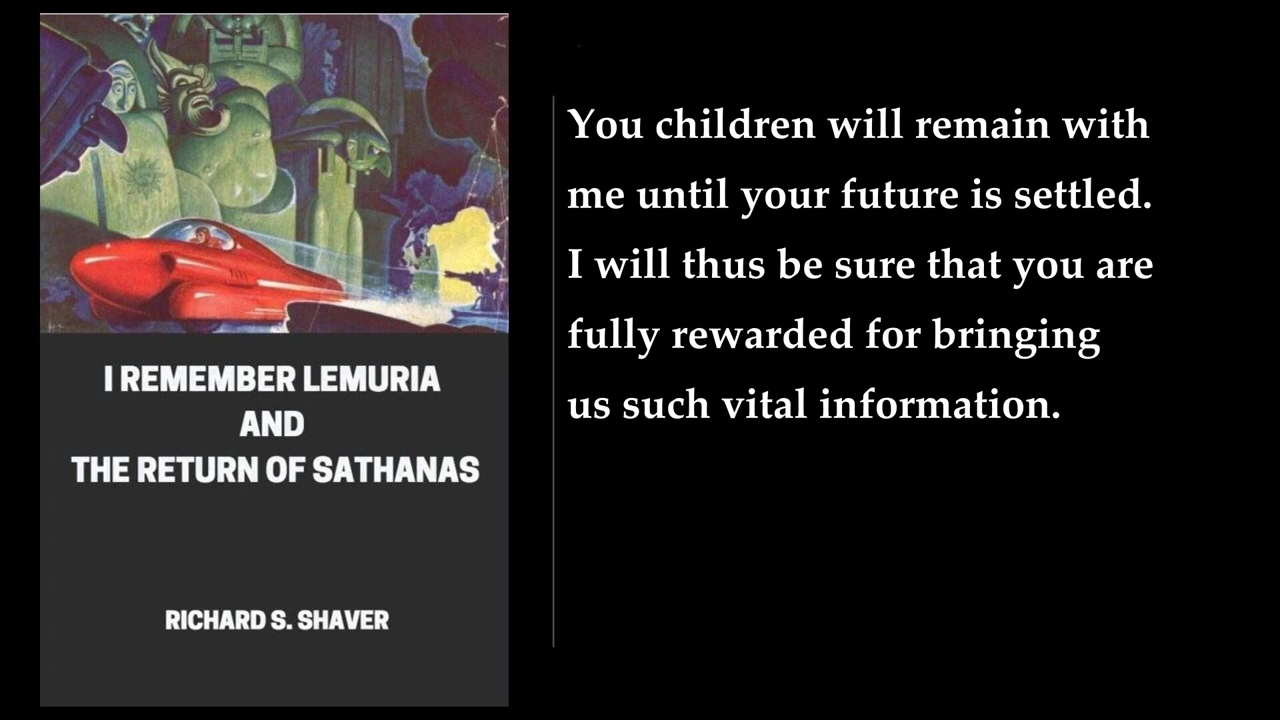 I REMEMBER LEMURIA
AND
THE RETURN OF SATHANAS
RICHARD S. SHAVER
You children will remain with
me until your future is settled.
I will thus be sure that you are
fully rewarded for bringing
us such vital information.